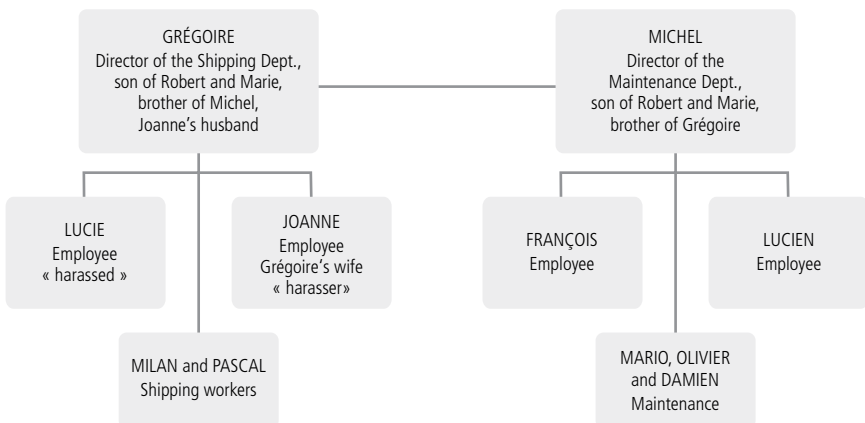 GRÉGOIRE
Director of the Shipping Dept.,
son of Robert and Marie,
brother of Michel,
Joanne's husband
MICHEL
Director of the
Maintenance Dept.,
son of Robert and Marie,
brother of Grégoire
LUCIE
Employee
« harassed »
JOANNE
Employee
Grégoire's wife
« harasser»
FRANÇOIS
Employee
LUCIEN
Employee
MILAN and PASCAL
Shipping workers
MARIO, OLIVIER
and DAMIEN
Maintenance